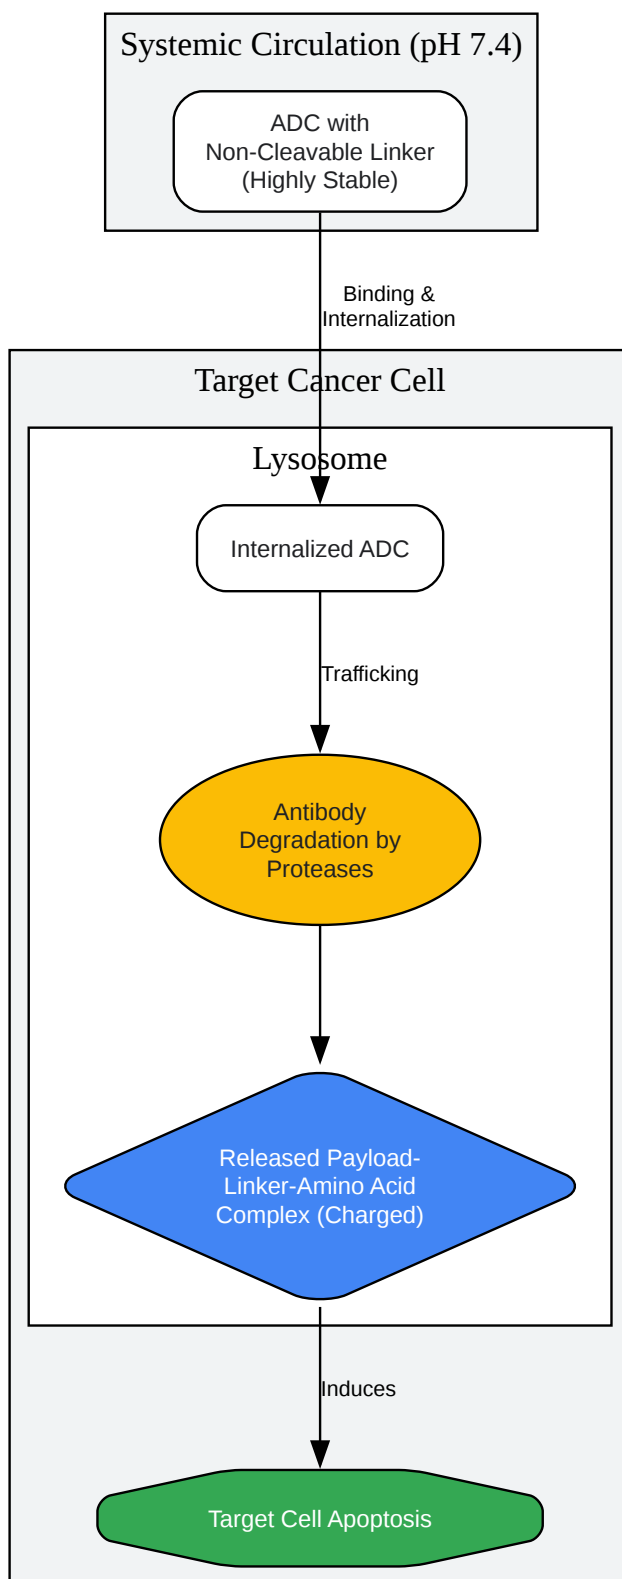 Systemic Circulation (pH 7.4)
ADC with
Non-Cleavable Linker
(Highly Stable)
Binding &
Internalization
Target Cancer Cell
Lysosome
Internalized ADC
Trafficking
Antibody
Degradation by
Proteases
Released Payload-
Linker-Amino Acid
Complex (Charged)
Induces
Target Cell Apoptosis